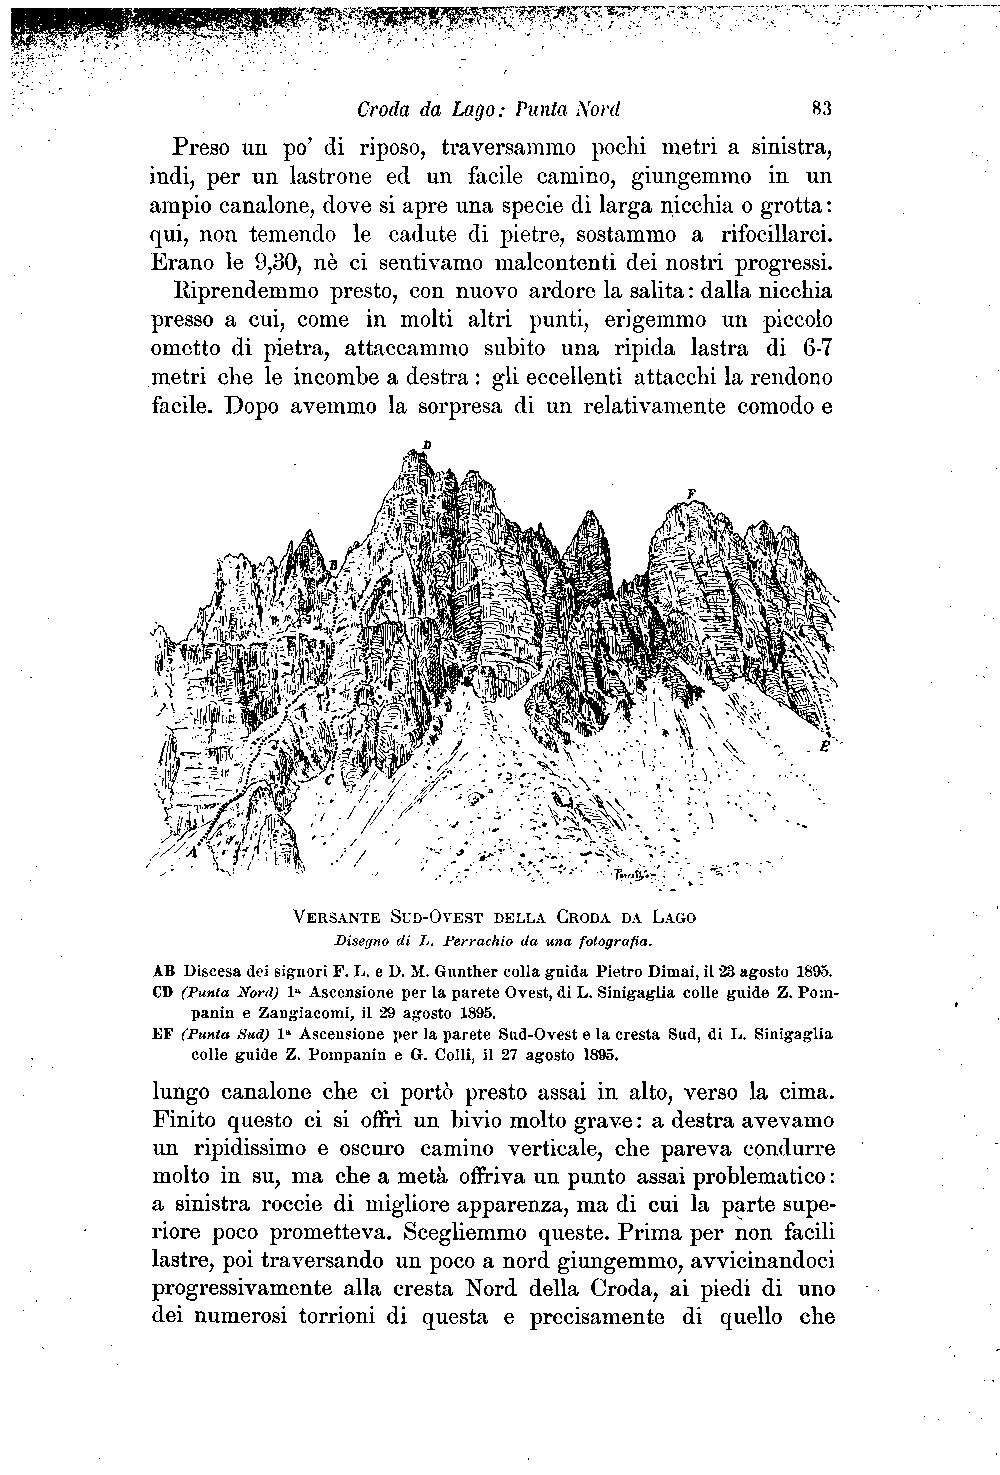 Croda da Lago: Punta Nord 83
Preso un po' di riposo, traversammo pochi metri a sinistra,
indi, per un lastrone ed un facile camino, giungemmo in un
ampio canalone, dove si apre una specie di larga nicchia o grotta:
qui, non temendo le cadute di pietre, sostammo a rifocillarci.
Erano le 9,30, nè ci sentivamo malcontenti dei nostri progressi.
Riprendemmo presto, con nuovo ardore la salita: dalla nicchia
presso a cui, come in molti altri punti, erigemmo un piccolo
ometto di pietra, attaccammo subito una ripida lastra di 6-7
metri che le incombe a destra: gli eccellenti attacchi la rendono
facile. Dopo avemmo la sorpresa di un relativamente comodo e
D
F
B
E
C
A
VERSANTE SUD-OVEST DELLA CRODA DA LAGO
Disegno di L. Perrachio da una fotografia.
AB Discesa dei signori F. L. e D. M. Gunther colla guida Pietro Dimai, il 23 agosto 1895.
CD (Punta Nord) 1ª Ascensione per la parete Ovest, di L. Sinigaglia colle guide Z. Pom-
panin e Zangiacomi, il 29 agosto 1895.
EF (Punta Sud) 1ª Ascensione per la parete Sud-Ovest e la cresta Sud, di L. Sinigaglia
colle guide Z. Pompanin e G. Colli, il 27 agosto 1895.
lungo canalone che ci portò presto assai in alto, verso la cima.
Finito questo ci si offrì un bivio molto grave: a destra avevamo
un ripidissimo e oscuro camino verticale, che pareva condurre
molto in su, ma che a metà offriva un punto assai problematico:
a sinistra roccie di migliore apparenza, ma di cui la parte supe-
riore poco prometteva. Scegliemmo queste. Prima per non facili
lastre, poi traversando un poco a nord giungemmo, avvicinandoci
progressivamente alla cresta Nord della Croda, ai piedi di uno
dei numerosi torrioni di questa e precisamente di quello che